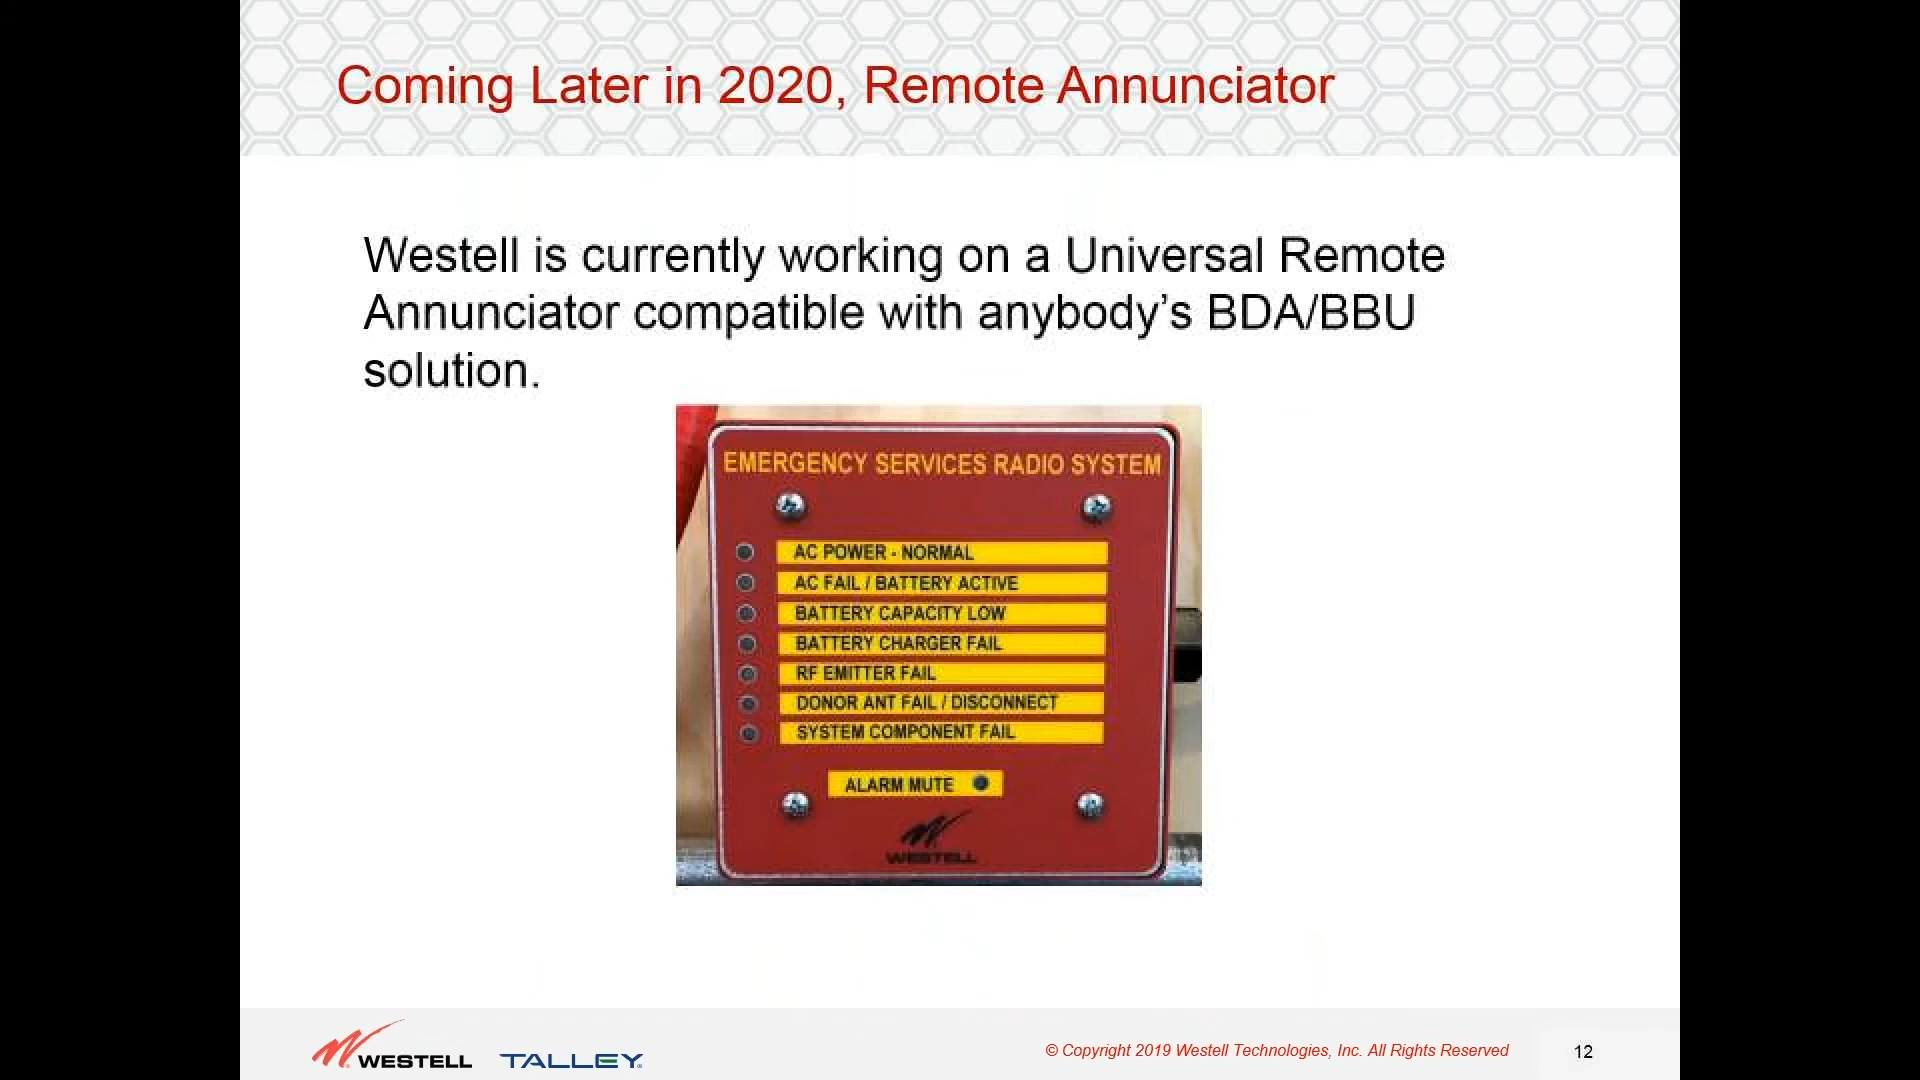 Coming Later in 2020, Remote Annunciator
Westell is currently working on a Universal Remote
Annunciator compatible with anybody’s BDA/BBU
solution.
EMERGENCY SERVICES RADIO SYSTEM
AC POWER - NORMAL
AC FAIL / BATTERY ACTIVE
BATTERY CAPACITY LOW
BATTERY CHARGER FAIL
RF EMITTER FAIL
DONOR ANT FAIL / DISCONNECT
SYSTEM COMPONENT FAIL
ALARM MUTE
WESTELL
WESTELL TALLEY
© Copyright 2019 Westell Technologies, Inc. All Rights Reserved
12